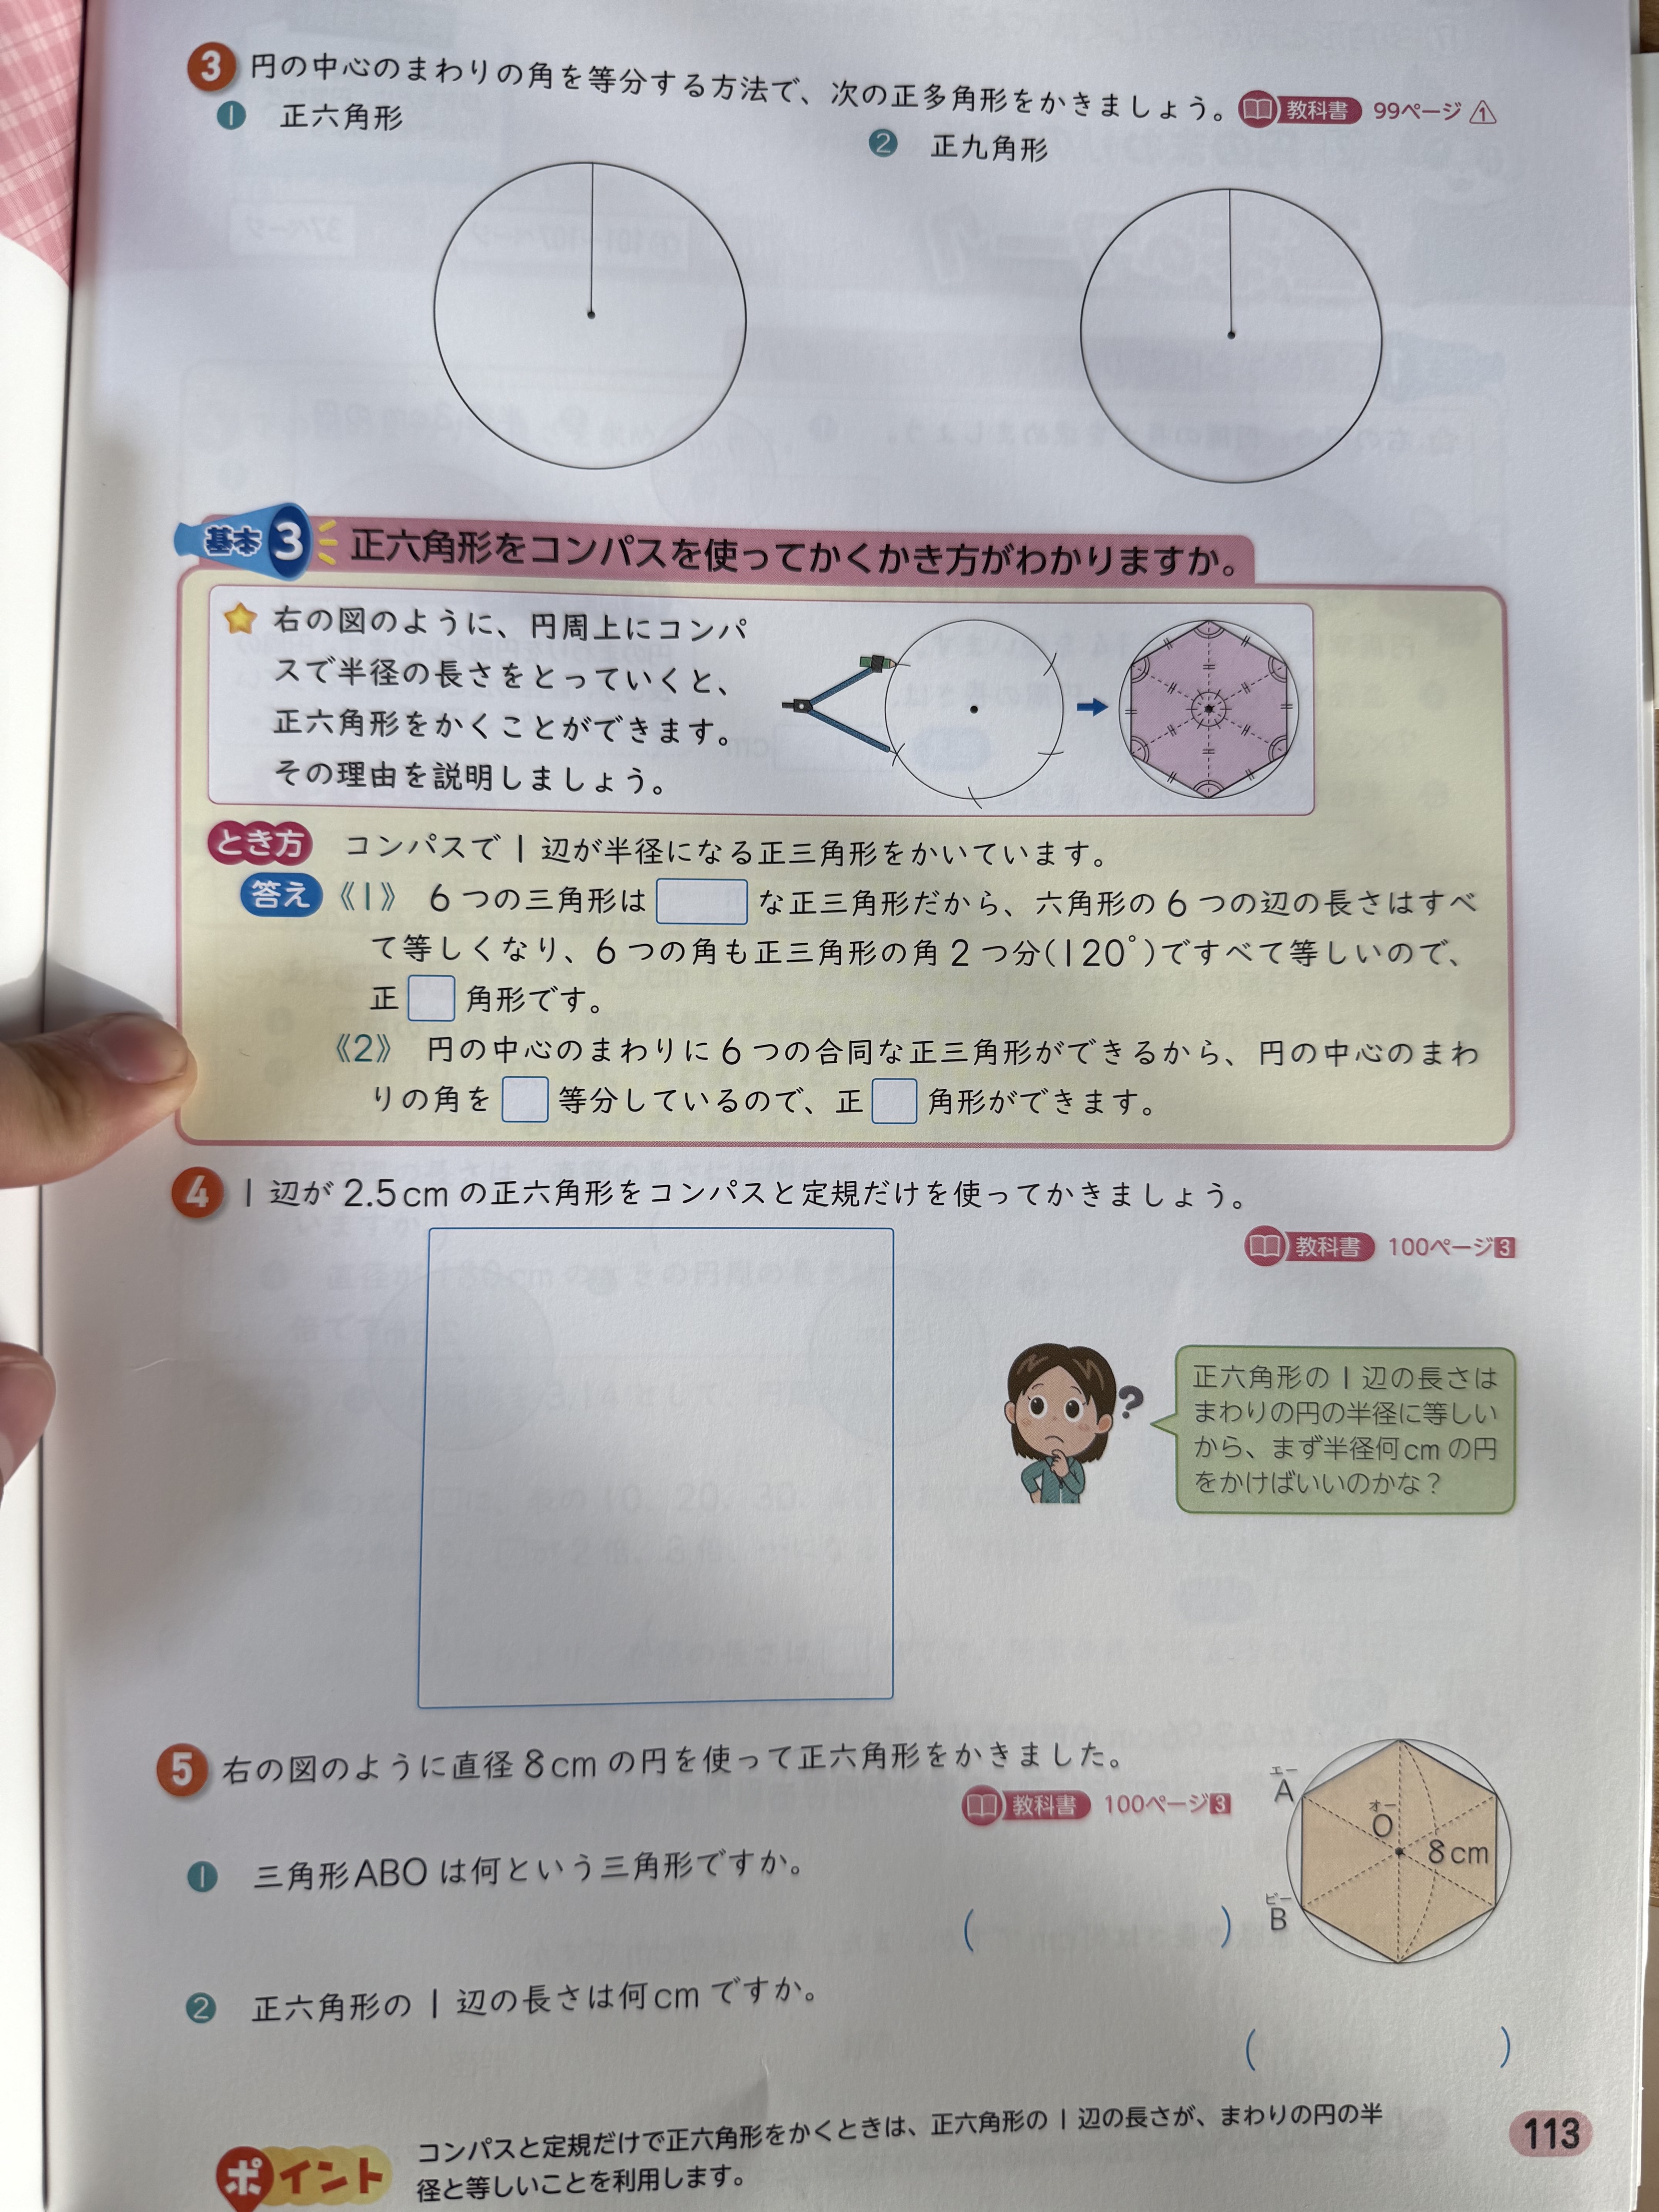 3 円の中心のまわりの角を等分する方法で、次の正多角形をかきましょう。 教科書 99ページ 1
1 正六角形
2 正九角形
基本 3 正六角形をコンパスを使ってかくかき方がわかりますか。
右の図のように、円周上にコンパ
スで半径の長さをとっていくと、
正六角形をかくことができます。
その理由を説明しましょう。
とき方 コンパスで1辺が半径になる正三角形をかいています。
答え 《1》 6つの三角形は な正三角形だから、六角形の6つの辺の長さはすべ
て等しくなり、6つの角も正三角形の角2つ分(120°)ですべて等しいので、
正 角形です。
《2》 円の中心のまわりに6つの合同な正三角形ができるから、円の中心のまわ
りの角を 等分しているので、正 角形ができます。
4 1辺が2.5cmの正六角形をコンパスと定規だけを使ってかきましょう。
教科書 100ページ3
?
正六角形の1辺の長さは
まわりの円の半径に等しい
から、まず半径何cmの円
をかけばいいのかな？
5 右の図のように直径8cmの円を使って正六角形をかきました。
教科書 100ページ3
エー
A
オー
O
8cm
ビー
B
1 三角形ABOは何という三角形ですか。
( )
2 正六角形の1辺の長さは何cmですか。
( )
ポイント
コンパスと定規だけで正六角形をかくときは、正六角形の1辺の長さが、まわりの円の半
径と等しいことを利用します。
113